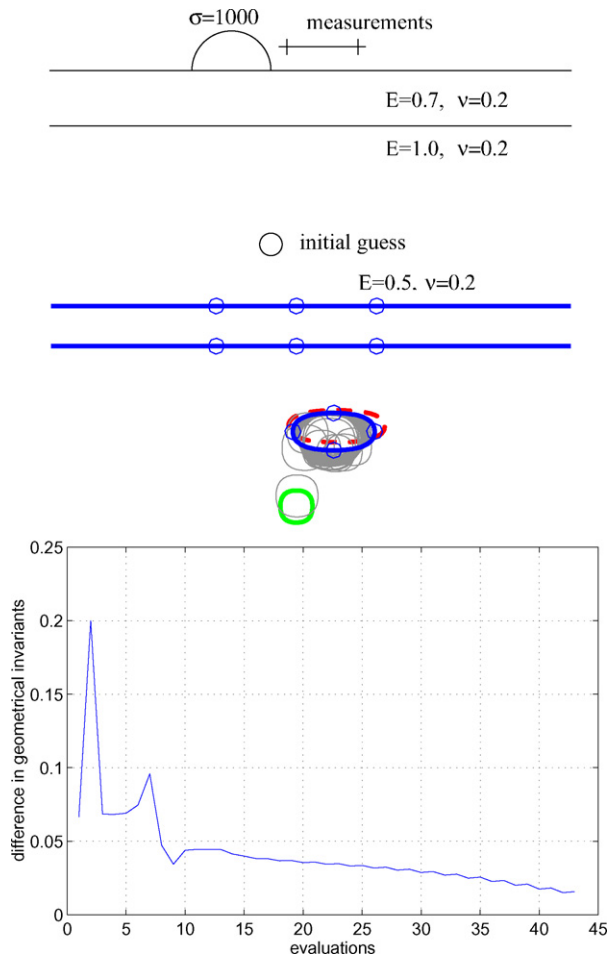 σ=1000
measurements
E=0.7, ν=0.2
E=1.0, ν=0.2
initial guess
E=0.5, ν=0.2
0.25
0.2
0.15
0.1
0.05
0
difference in geometrical invariants
0 5 10 15 20 25 30 35 40 45
evaluations